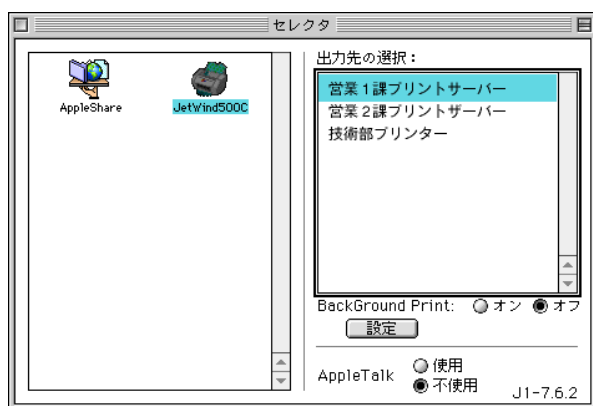 セレクタ
AppleShare
JetWind500C
出力先の選択：
営業１課プリントサーバー
営業２課プリントサーバー
技術部プリンター
BackGround Print: オン オフ
設定
AppleTalk 使用
不使用
J1-7.6.2